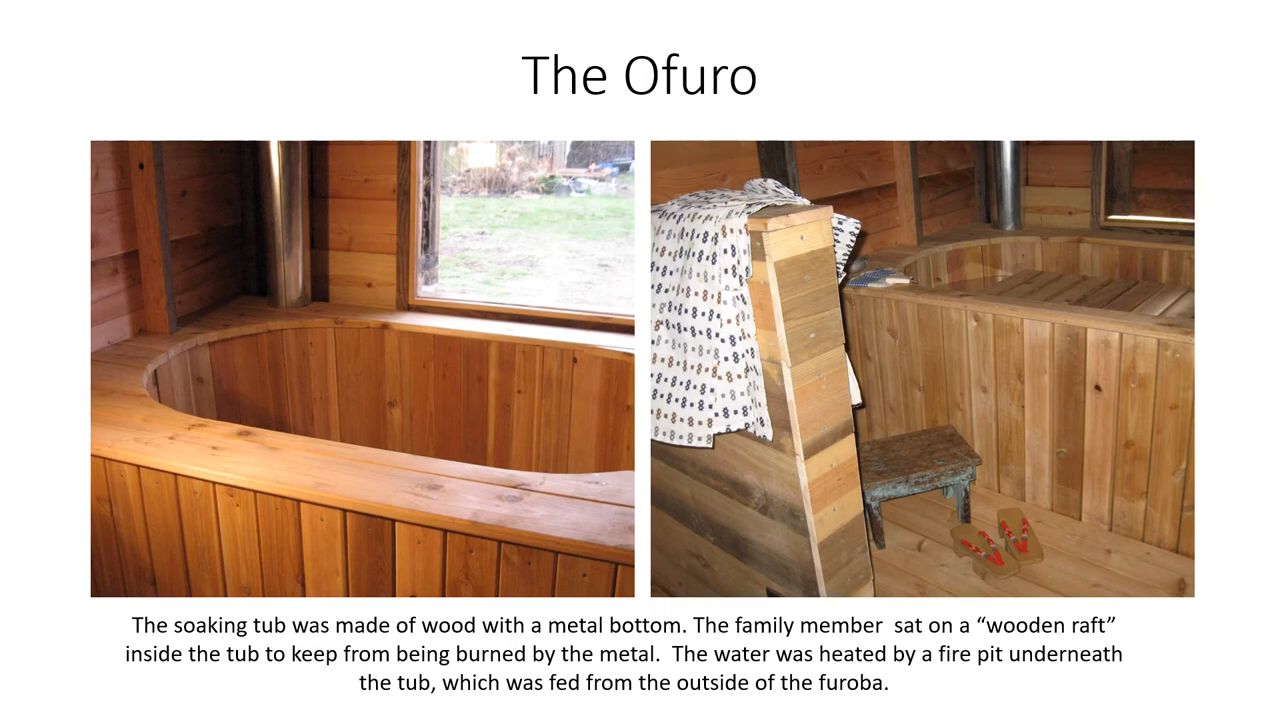 The Ofuro
The soaking tub was made of wood with a metal bottom. The family member  sat on a “wooden raft”
inside the tub to keep from being burned by the metal.  The water was heated by a fire pit underneath
the tub, which was fed from the outside of the furoba.